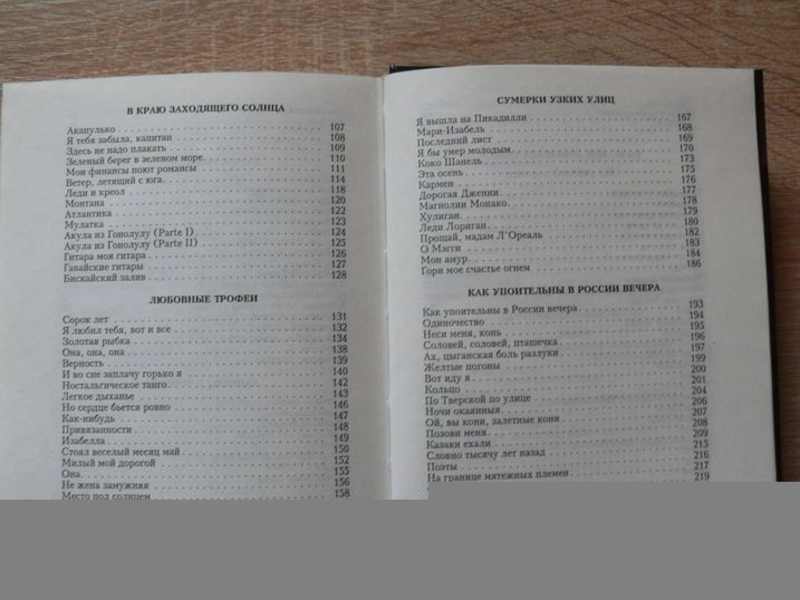 В КРАЮ ЗАХОДЯЩЕГО СОЛНЦА
Акапулько 107
Я тебя забыла, капитан 108
Здесь не надо плакать 109
Зеленый берег в зеленом море 110
Мои финансы поют романсы 111
Ветер, летящий с юга 114
Леди и креол 118
Монтана 120
Атлантика 122
Мулатка 123
Акула из Гонолулу (Parte I) 124
Акула из Гонолулу (Parte II) 125
Гитара моя гитара 126
Гавайские гитары 127
Бискайский залив 128
ЛЮБОВНЫЕ ТРОФЕИ
Сорок лет 131
Я любил тебя, вот и все 132
Золотая рыбка 134
Она, она, она 138
Верность 139
И во сне заплачу горько я 140
Ностальгическое танго 142
Легкое дыханье 143
Но сердце бьется ровно 146
Как-нибудь 147
Привязанности 148
Изабелла 149
Стоял веселый месяц май 150
Милый мой дорогой 152
Она 155
Не жена замужняя 156
Место под солнцем 158
СУМЕРКИ УЗКИХ УЛИЦ
Я вышла на Пикадилли 167
Мари-Изабель 168
Последний лист 169
Я бы умер молодым 170
Коко Шанель 173
Эта осень 175
Кармен 176
Дорогая Дженни 177
Магнолии Монако 178
Хулиган 179
Леди Лориган 180
Прощай, мадам Л'Ореаль 182
О Мэгги 183
Мон амур 184
Гори мое счастье огнем 186
КАК УПОИТЕЛЬНЫ В РОССИИ ВЕЧЕРА
Как упоительны в России вечера 193
Одиночество 194
Неси меня, конь 195
Соловей, соловей, пташечка 196
Ах, цыганская боль разлуки 197
Желтые погоны 199
Вот иду я 200
Кольцо 201
По Тверской по улице 204
Ночи окаянныя 206
Ой, вы кони, залетные кони 207
Позови меня 208
Казаки ехали 209
Словно тысячу лет назад 215
Поэты 216
На границе мятежных племен 217
219